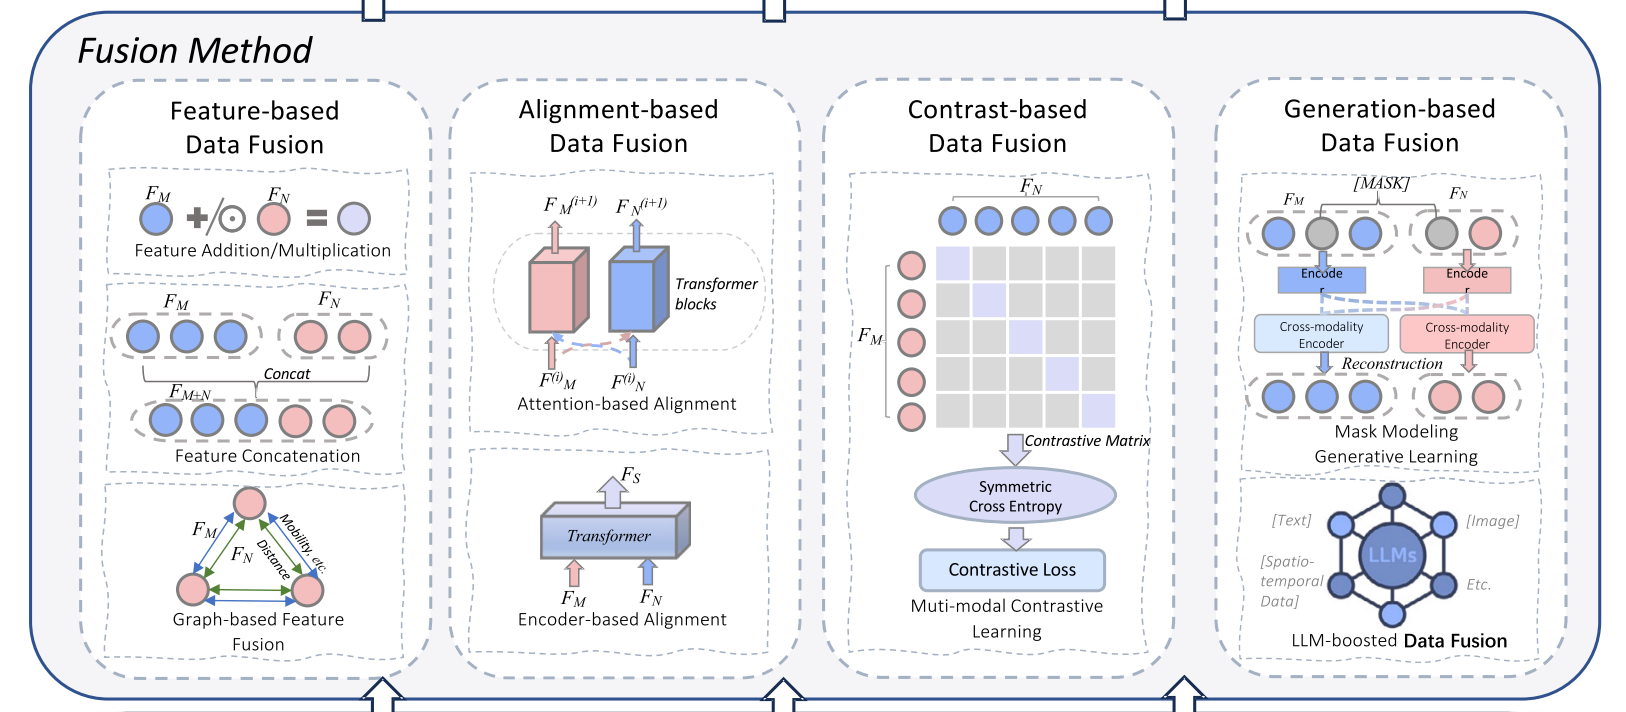 Fusion Method
Feature-based
Data Fusion
F_M
F_N
+/⊙
=
Feature Addition/Multiplication
F_M
F_N
Concat
F_{M+N}
Feature Concatenation
F_M
F_N
Mobility, etc.
Distance
Graph-based Feature
Fusion
Alignment-based
Data Fusion
F_M^{(i+1)} F_N^{(i+1)}
Transformer
blocks
F^{(i)}_M F^{(i)}_N
Attention-based Alignment
F_S
Transformer
F_M F_N
Encoder-based Alignment
Contrast-based
Data Fusion
F_N
F_M
Contrastive Matrix
Symmetric
Cross Entropy
Contrastive Loss
Muti-modal Contrastive
Learning
Generation-based
Data Fusion
[MASK]
F_M
F_N
Encode
r
Encode
r
Cross-modality
Encoder
Cross-modality
Encoder
Reconstruction
Mask Modeling
Generative Learning
[Text]
[Image]
LLMs
[Spatio-
temporal
Data]
Etc.
LLM-boosted Data Fusion